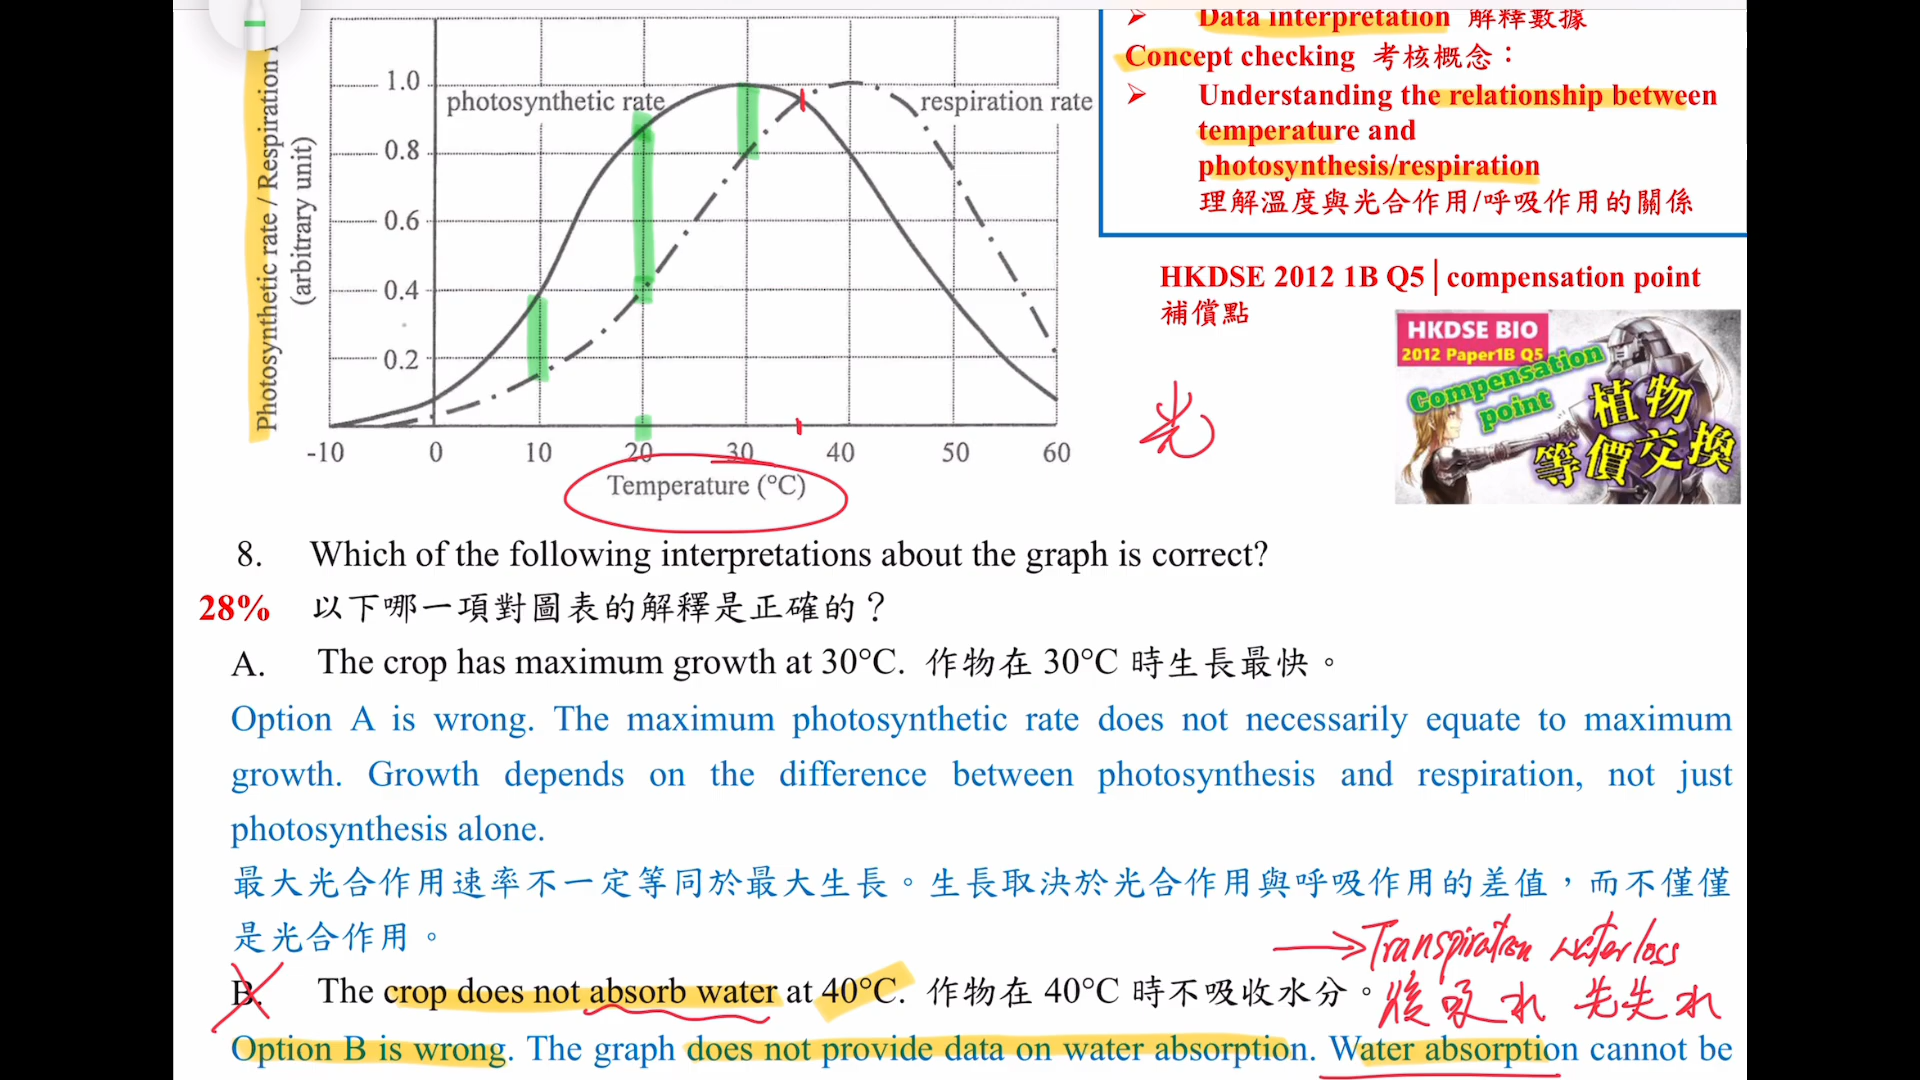 Data interpretation 解釋數據
Concept checking 考核概念：
Understanding the relationship between
temperature and
photosynthesis/respiration
理解溫度與光合作用/呼吸作用的關係
HKDSE 2012 1B Q5│compensation point
補償點
HKDSE BIO
2012 Paper1B Q5
Compensation
point
植物
等價交換
光
Photosynthetic rate / Respiration
(arbitrary unit)
1.0
0.8
0.6
0.4
0.2
photosynthetic rate
respiration rate
-10 0 10 20 30 40 50 60
Temperature (°C)
8. Which of the following interpretations about the graph is correct?
28% 以下哪一項對圖表的解釋是正確的？
A. The crop has maximum growth at 30°C. 作物在 30°C 時生長最快。
Option A is wrong. The maximum photosynthetic rate does not necessarily equate to maximum
growth. Growth depends on the difference between photosynthesis and respiration, not just
photosynthesis alone.
最大光合作用速率不一定等同於最大生長。生長取決於光合作用與呼吸作用的差值，而不僅僅
是光合作用。
Transpiration water loss
B. The crop does not absorb water at 40°C. 作物在 40°C 時不吸收水分。
後吸水 先失水
Option B is wrong. The graph does not provide data on water absorption. Water absorption cannot be